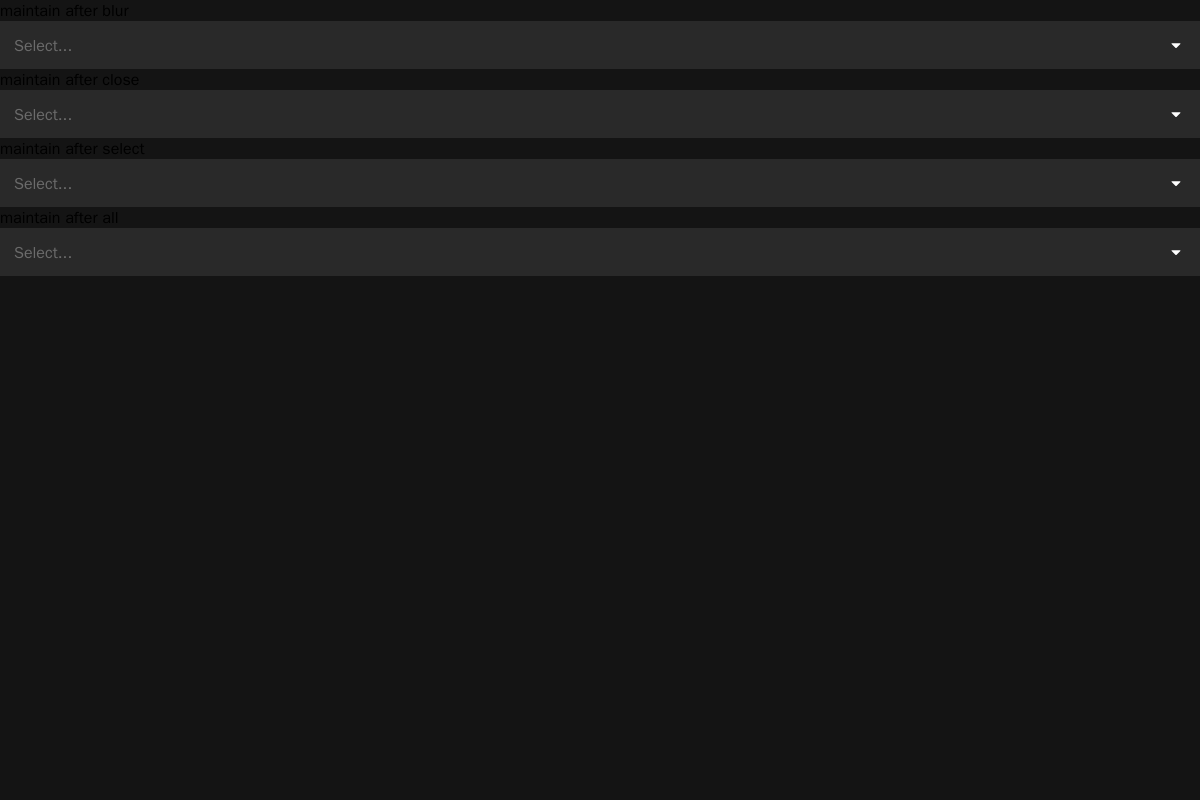 maintain after blur
Select...
maintain after close
Select...
maintain after select
Select...
maintain after all
Select...